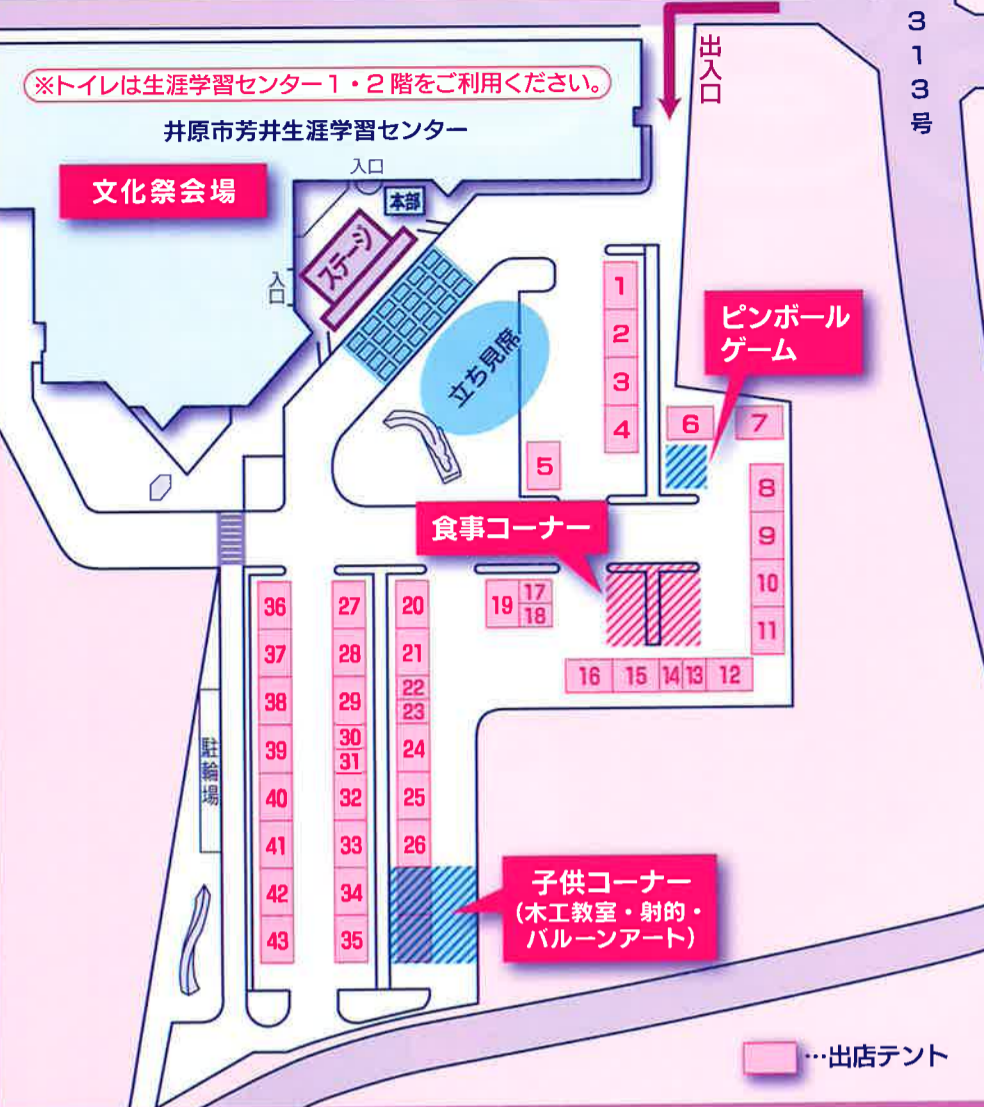 3
1
3
号
出入口
※トイレは生涯学習センター1・2階をご利用ください。
井原市芳井生涯学習センター
入口
文化祭会場
本部
ステージ
入口
立ち見席
1
2
3
4
5
ピンボール
ゲーム
6
7
8
9
10
11
食事コーナー
19
17
18
16
15
14
13
12
36
37
38
39
40
41
42
43
27
28
29
30
31
32
33
34
35
20
21
22
23
24
25
26
駐輪場
子供コーナー
(木工教室・射的・
バルーンアート)
…出店テント